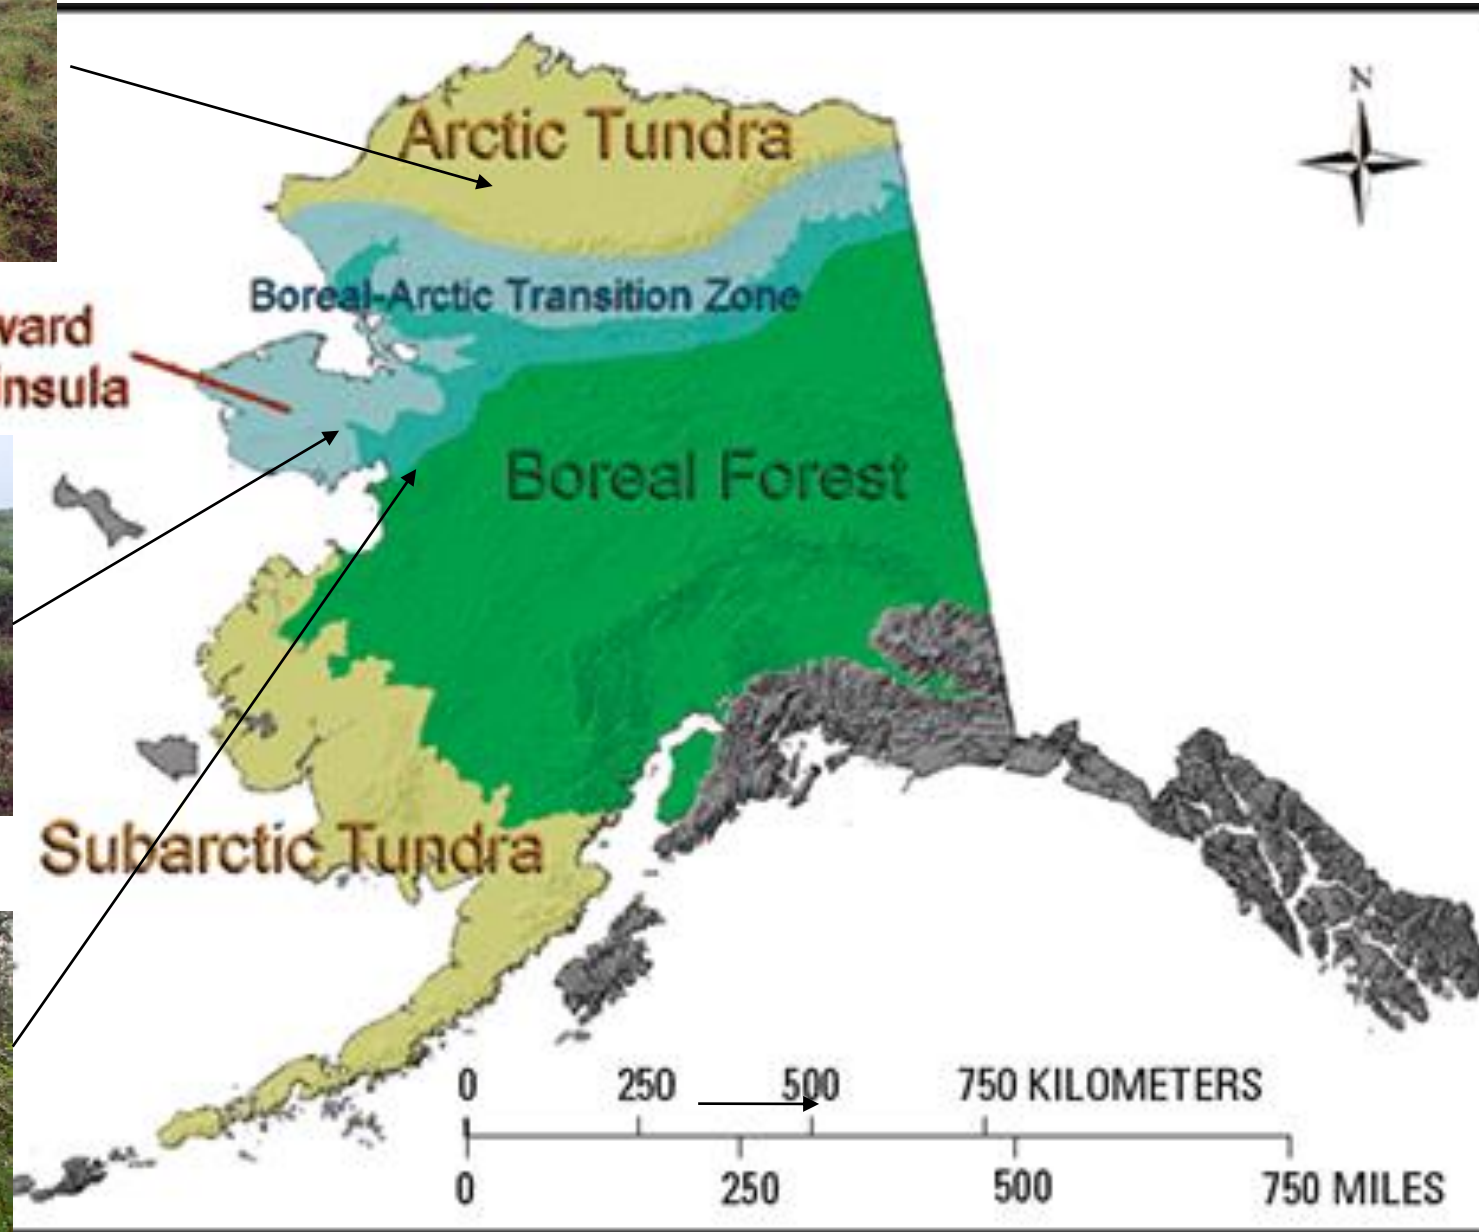 N
Arctic Tundra
Boreal-Arctic Transition Zone
ward
insula
Boreal Forest
Subarctic Tundra
0 250 500 750 KILOMETERS
0 250 500 750 MILES